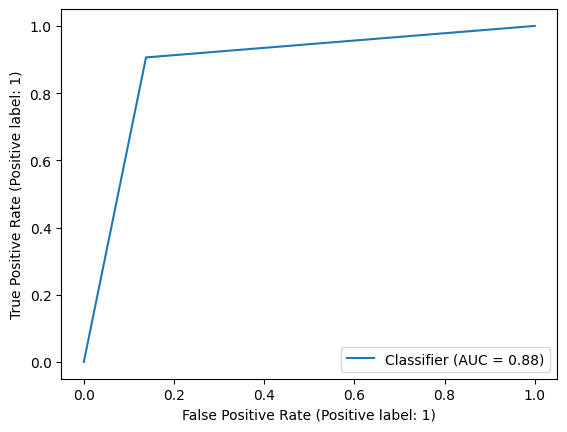 1.0
0.8
0.6
0.4
0.2
0.0
True Positive Rate (Positive label: 1)
Classifier (AUC = 0.88)
0.0 0.2 0.4 0.6 0.8 1.0
False Positive Rate (Positive label: 1)